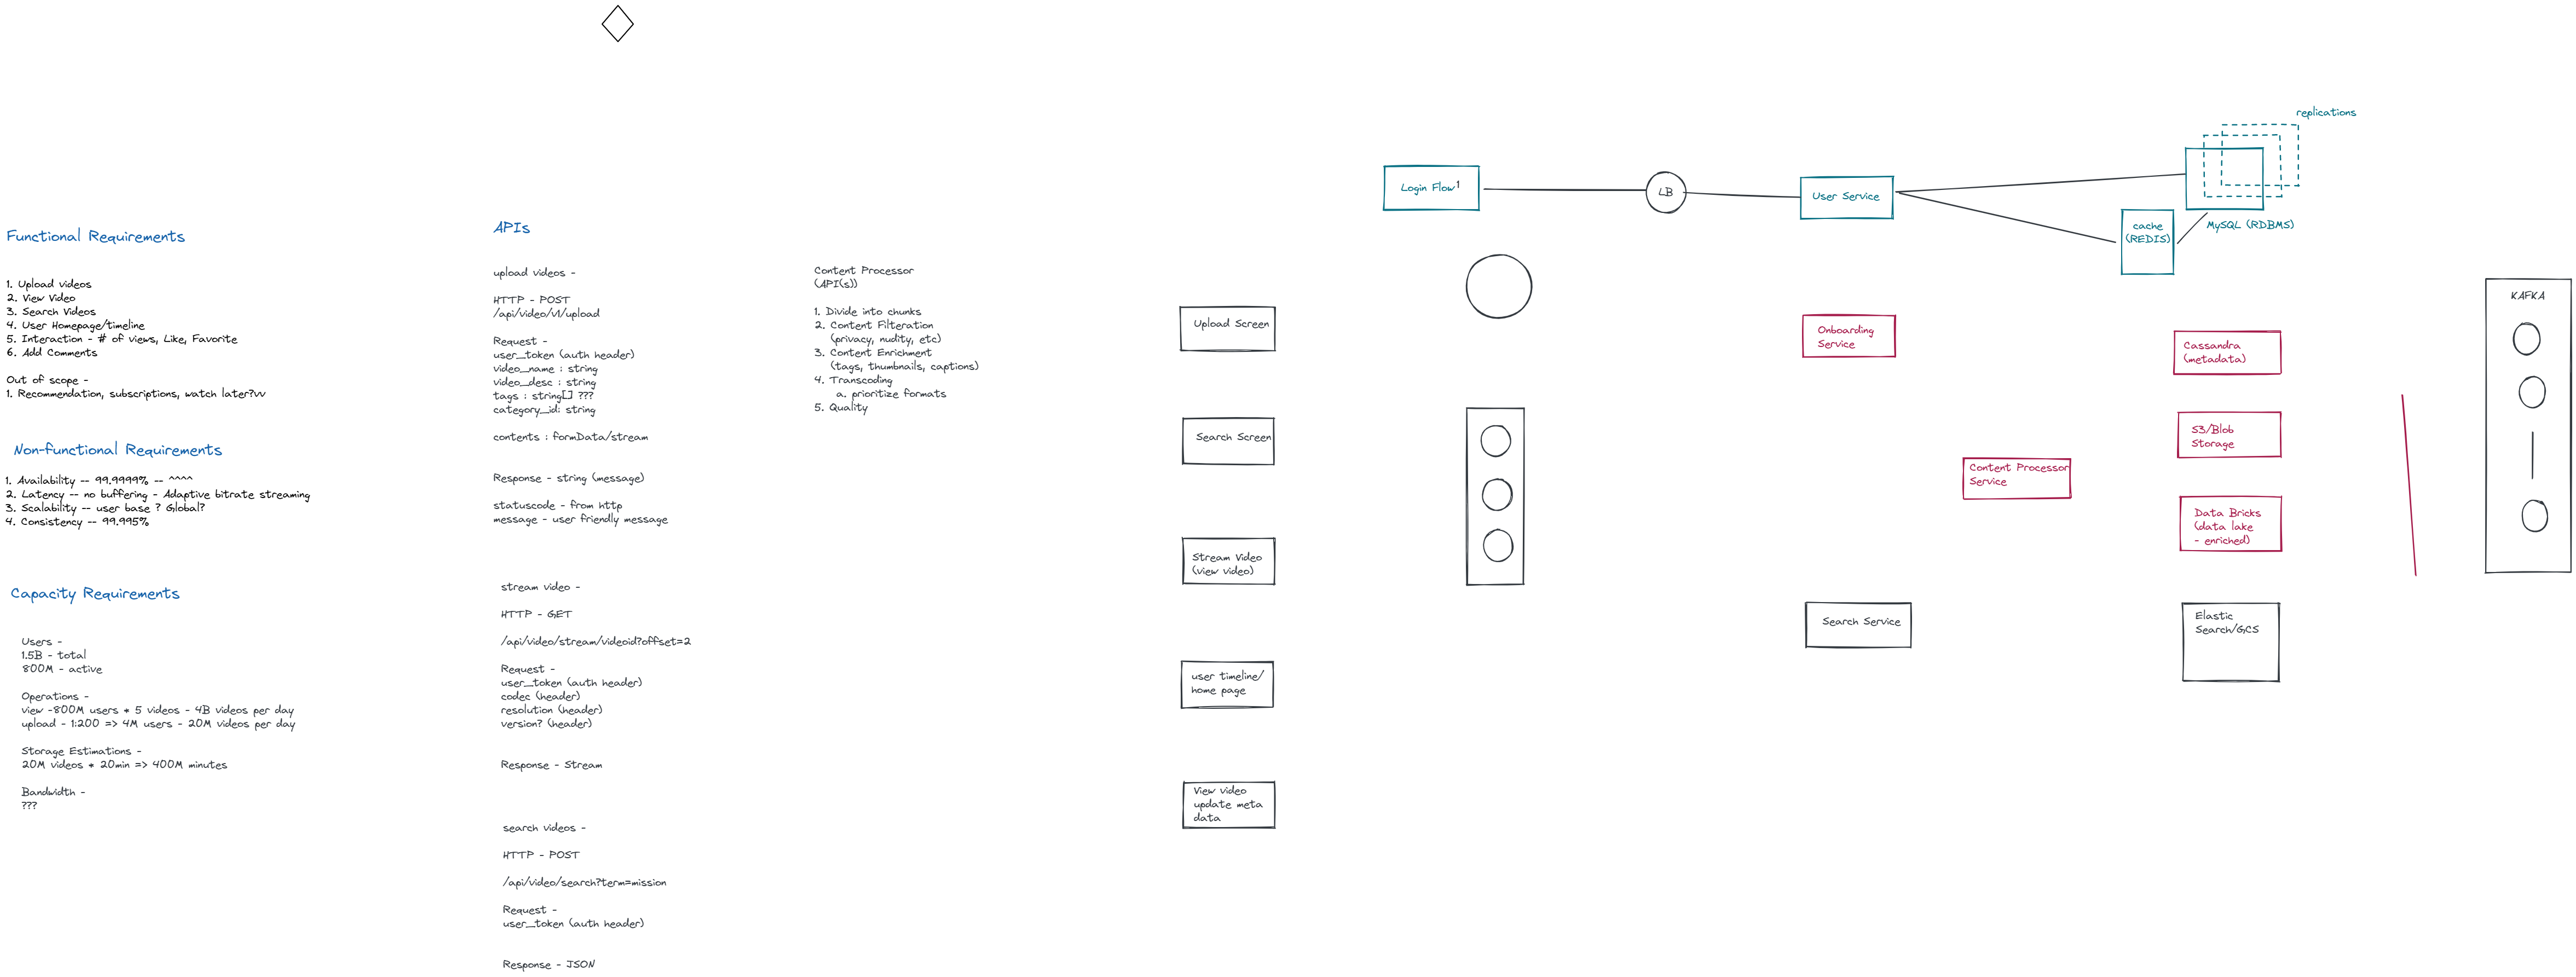 Functional Requirements
1. Upload videos
2. View Video
3. Search Videos
4. User Homepage/timeline
5. Interaction - # of views, Like, Favorite
6. Add Comments
Out of scope -
1. Recommendation, subscriptions, watch later?vv
Non-functional Requirements
1. Availability -- 99.9999% -- ^^^^
2. Latency -- no buffering - Adaptive bitrate streaming
3. Scalability -- user base ? Global?
4. Consistency -- 99.995%
Capacity Requirements
Users -
1.5B - total
800M - active
Operations -
view -800M users * 5 videos - 4B videos per day
upload - 1:200 => 4M users - 20M videos per day
Storage Estimations -
20M videos * 20min => 400M minutes
Bandwidth -
???
APIs
upload videos -
HTTP - POST
/api/video/v1/upload
Request -
user_token (auth header)
video_name : string
video_desc : string
tags : string[] ???
category_id: string
contents : formData/stream
Response - string (message)
statuscode - from http
message - user friendly message
stream video -
HTTP - GET
/api/video/stream/videoid?offset=2
Request -
user_token (auth header)
codec (header)
resolution (header)
version? (header)
Response - Stream
search videos -
HTTP - POST
/api/video/search?term=mission
Request -
user_token (auth header)
Response - JSON
Content Processor
(API(s))
1. Divide into chunks
2. Content Filteration
(privacy, nudity, etc)
3. Content Enrichment
(tags, thumbnails, captions)
4. Transcoding
a. prioritize formats
5. Quality
Upload Screen
Search Screen
Stream Video
(view video)
user timeline/
home page
View video
update meta
data
Login Flow
1
LB
User Service
replications
MySQL (RDBMS)
cache
(REDIS)
Onboarding
Service
Content Processor
Service
Search Service
Cassandra
(metadata)
S3/Blob
Storage
Data Bricks
(data lake
- enriched)
Elastic
Search/GCS
KAFKA